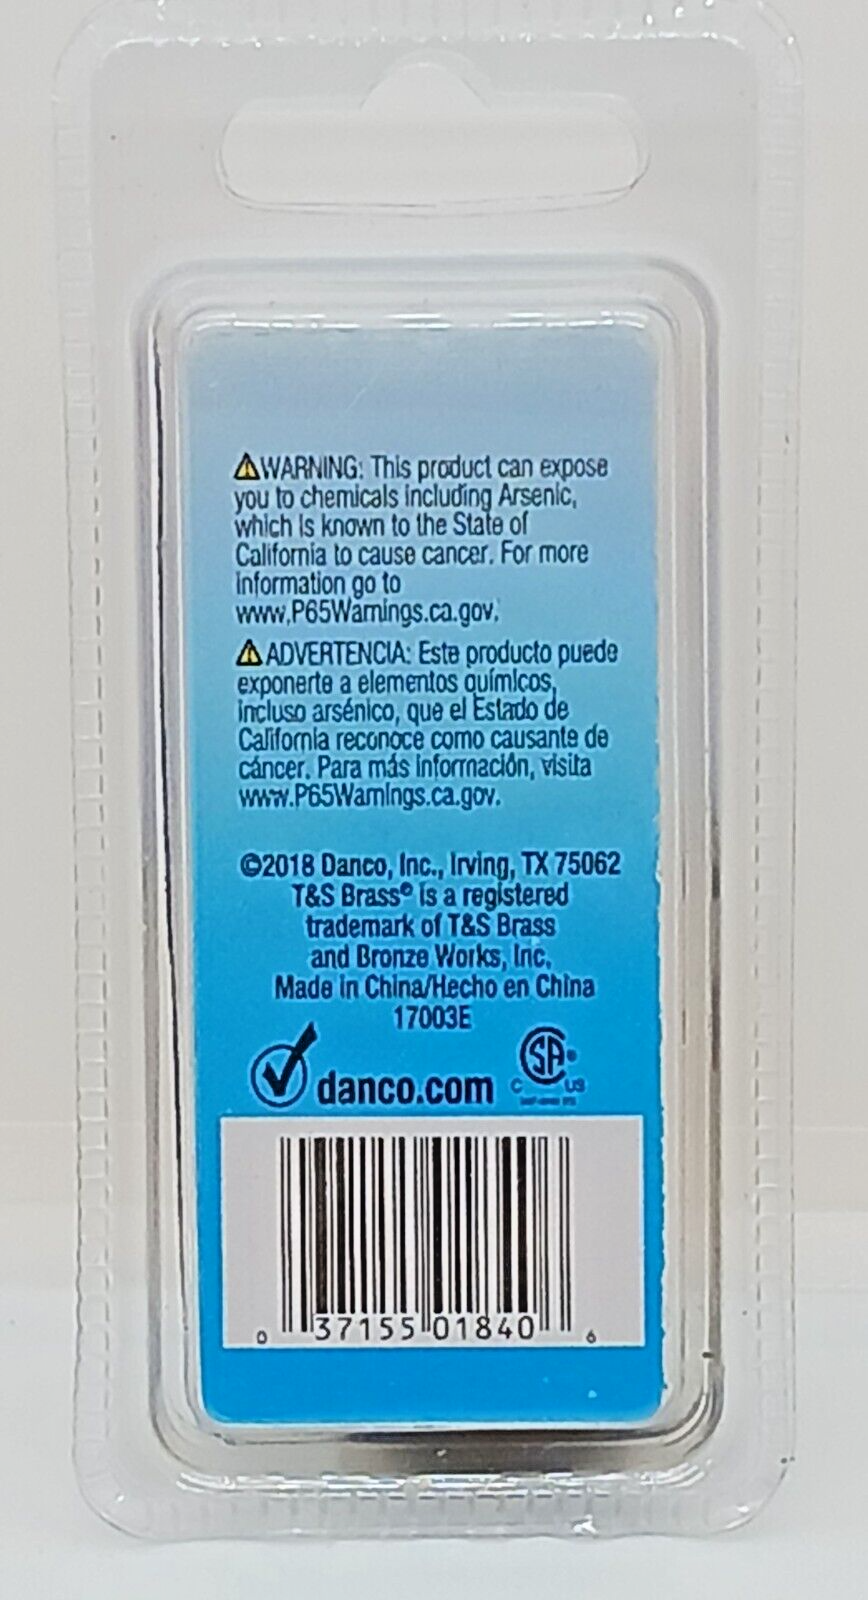 ⚠WARNING: This product can expose
you to chemicals including Arsenic,
which is known to the State of
California to cause cancer. For more
information go to
www.P65Warnings.ca.gov.
⚠ADVERTENCIA: Este producto puede
exponerte a elementos químicos,
incluso arsénico, que el Estado de
California reconoce como causante de
cáncer. Para más información, visita
www.P65Warnings.ca.gov.
©2018 Danco, Inc., Irving, TX 75062
T&S Brass® is a registered
trademark of T&S Brass
and Bronze Works, Inc.
Made in China/Hecho en China
17003E
danco.com
SA®
C US
0 37155 01840 6